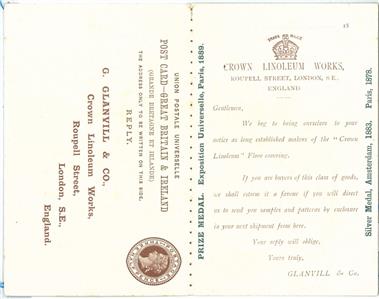 UNION POSTALE UNIVERSELLE
POST CARD—GREAT BRITAIN & IRELAND
(GRANDE BRETAGNE ET IRLANDE)
REPLY.
THE ADDRESS ONLY TO BE WRITTEN ON THIS SIDE.
G. GLANVILL & CO.,
Crown Linoleum Works,
Roupell Street,
London, S.E.,
England.
PRIZE MEDAL. Exposition Universelle, Paris, 1889.
18
TRADE MARK
CROWN LINOLEUM WORKS,
ROUPELL STREET, LONDON, S.E.,
ENGLAND
Gentlemen,
We beg to bring ourselves to your
notice as long established makers of the "Crown
Linoleum" Floor covering.
If you are buyers of this class of goods,
we shall esteem it a favour if you will direct
us to send you samples and patterns by enclosure
in your next shipment from here.
Your reply will oblige,
Yours truly,
GLANVILL & Co.
Silver Medal, Amsterdam, 1883. Paris, 1878.